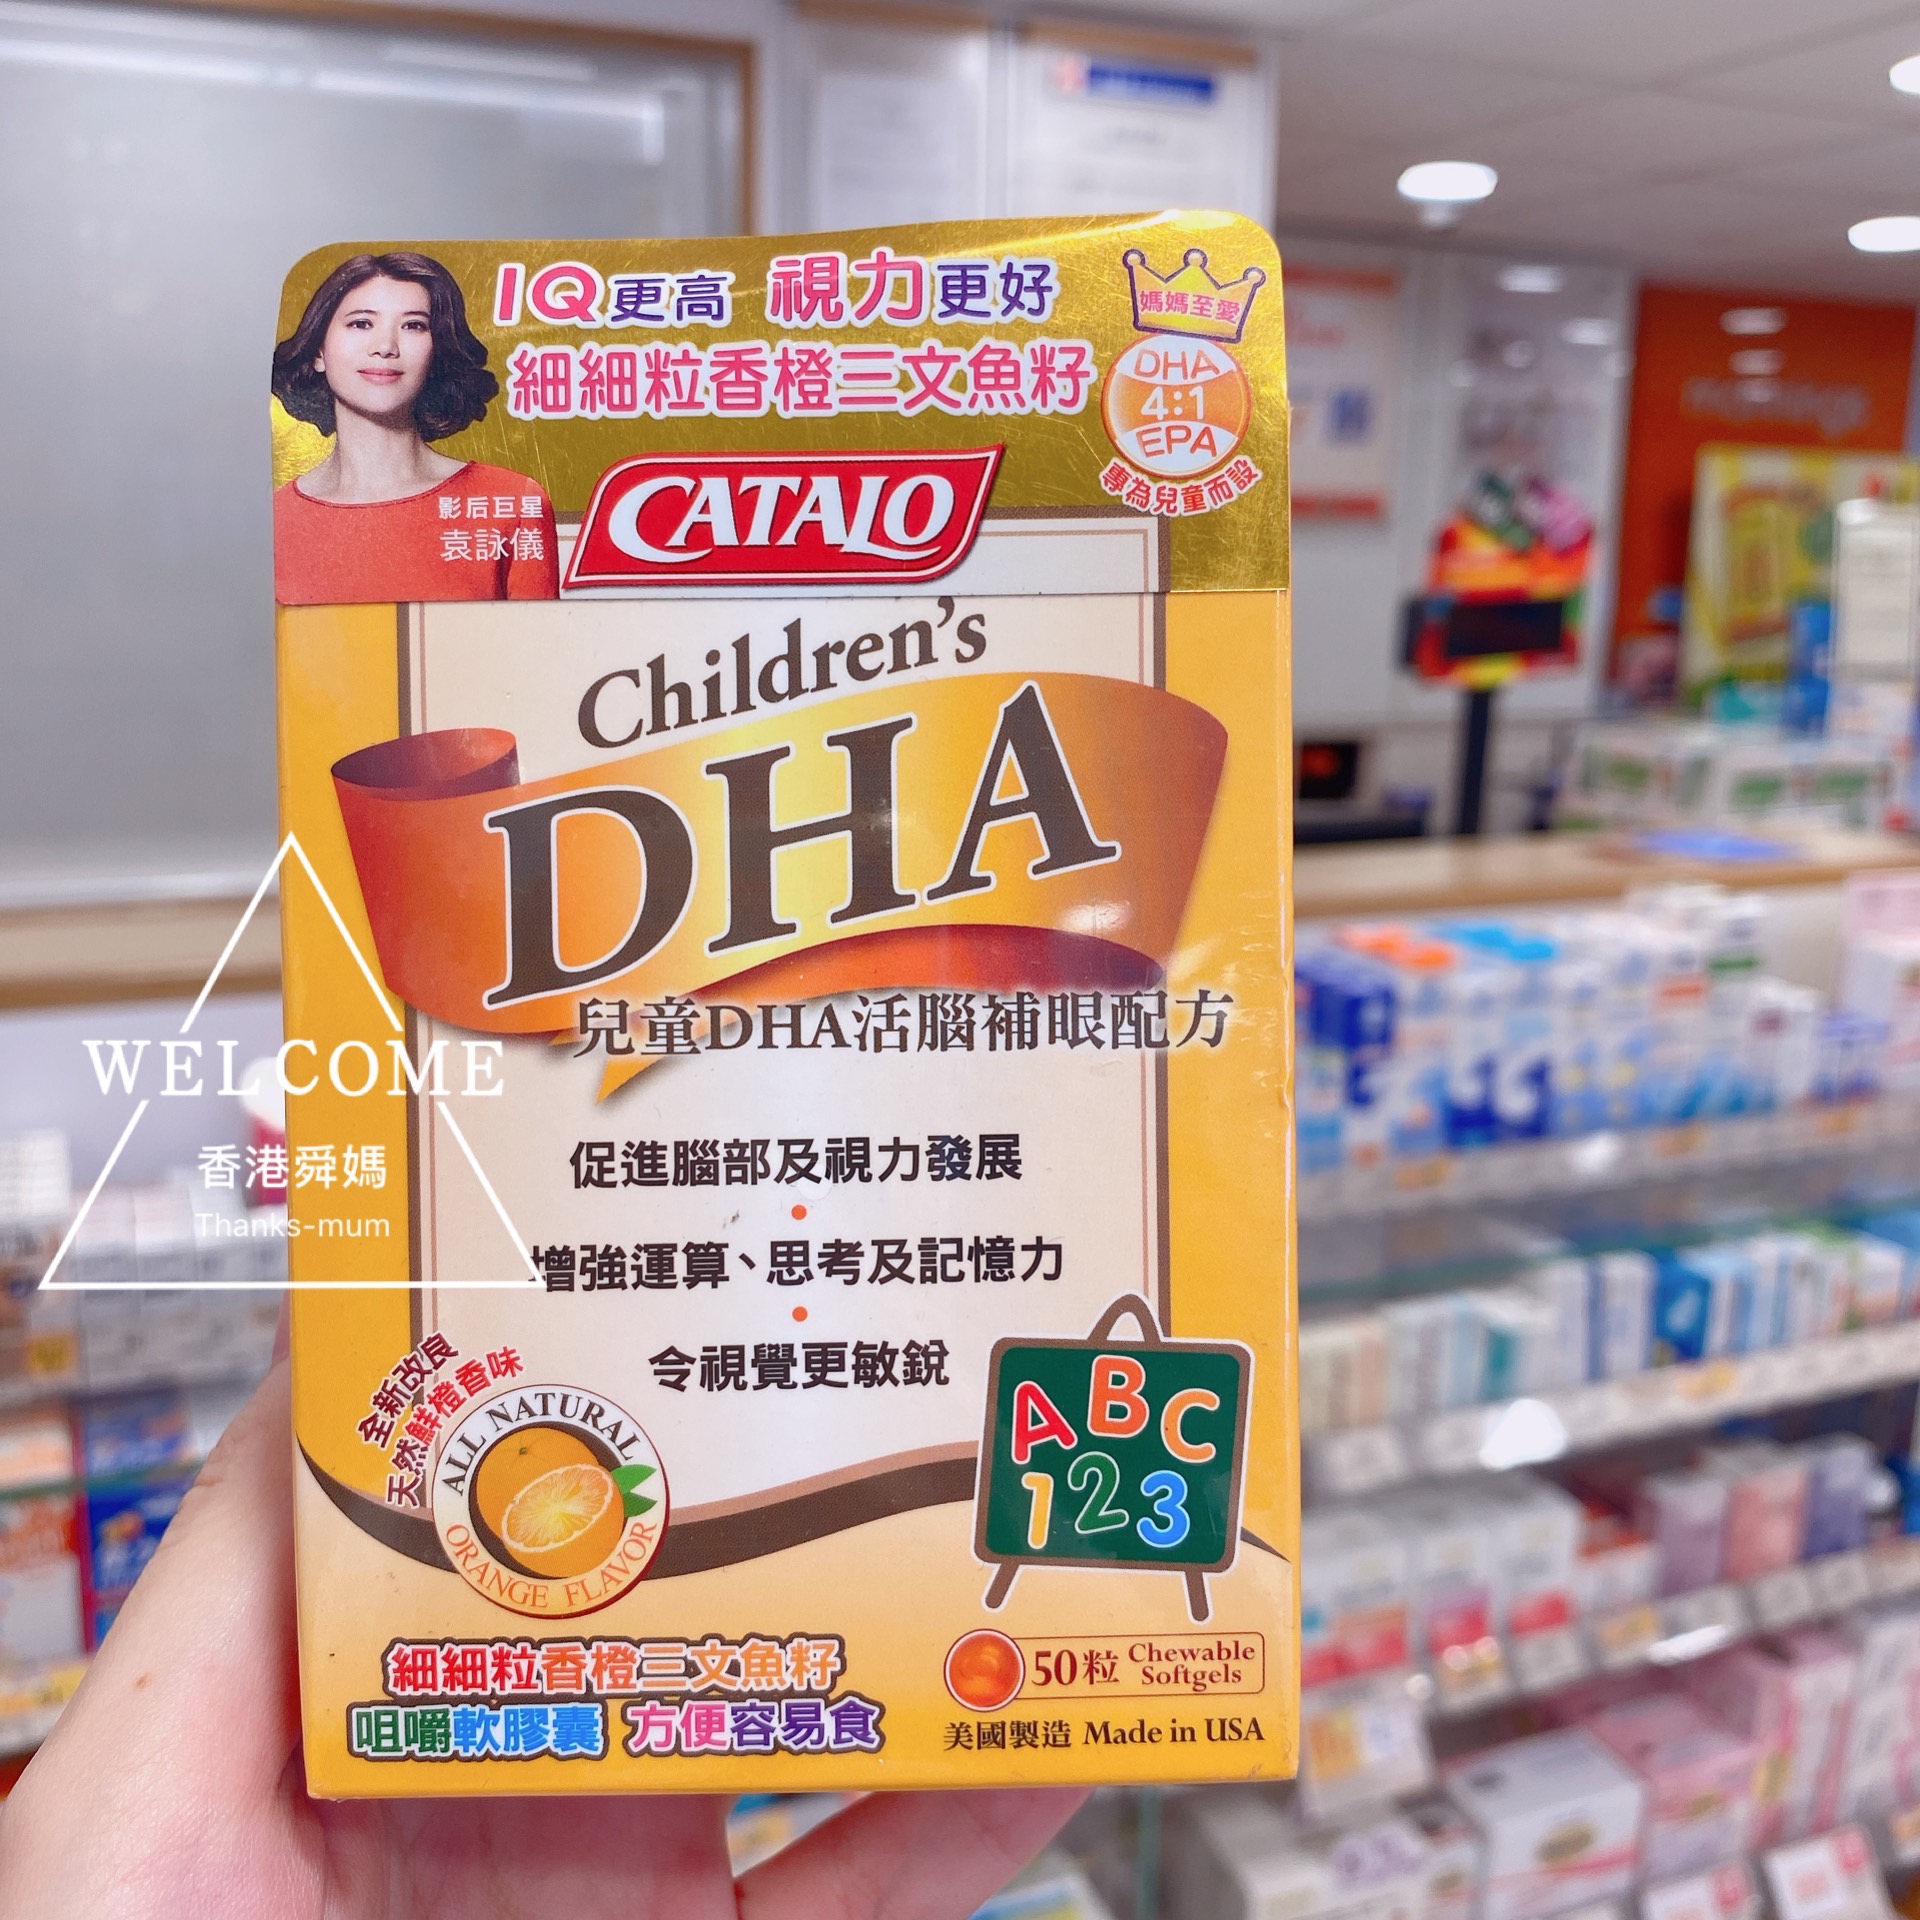 IQ更高 視力更好
細細粒香橙三文魚籽
媽媽至愛
DHA
4:1
EPA
專為兒童而設
影后巨星
袁詠儀
CATALO
Children's
DHA
兒童DHA活腦補眼配方
促進腦部及視力發展
增強運算、思考及記憶力
令視覺更敏銳
WELCOME
香港舜媽
Thanks-mum
全新改良
天然鮮橙香味
ALL NATURAL
ORANGE FLAVOR
ABC
123
細細粒香橙三文魚籽
咀嚼軟膠囊 方便容易食
50粒 Chewable Softgels
美國製造 Made in USA